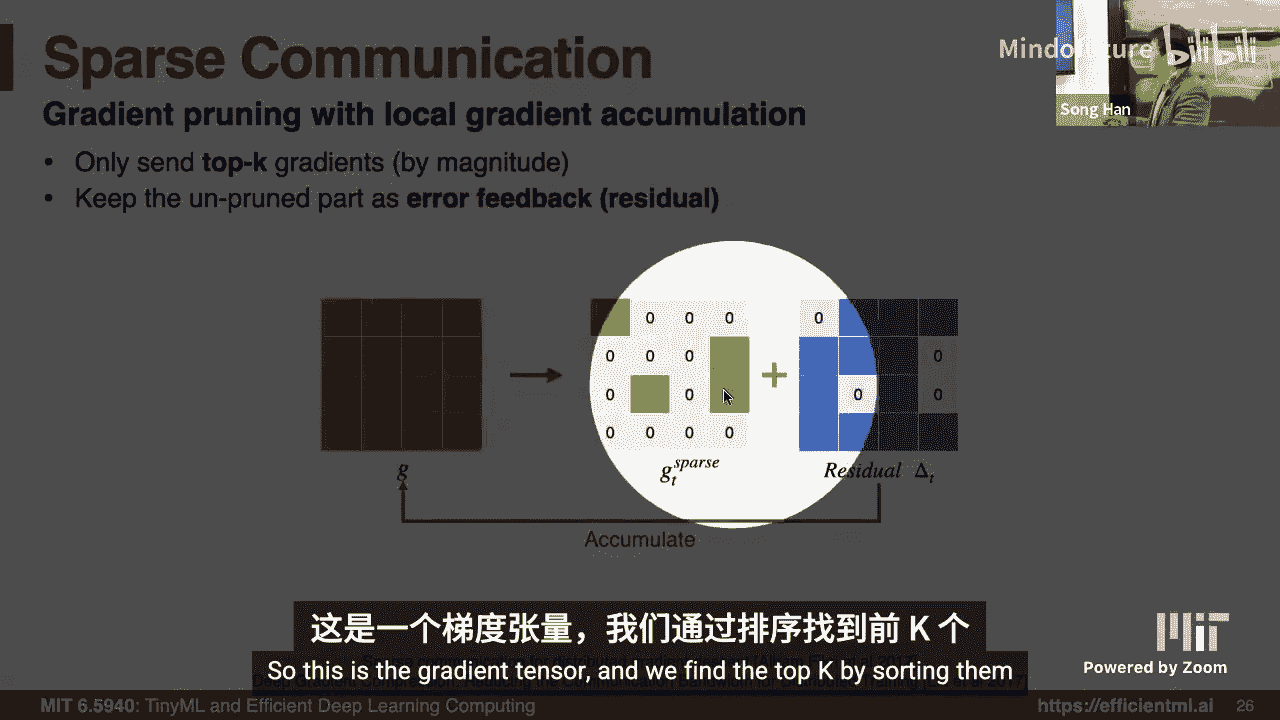 Sparse Communication
Mindo ture bilibili
Song Han
Gradient pruning with local gradient accumulation
• Only send top-k gradients (by magnitude)
• Keep the un-pruned part as error feedback (residual)
0 0 0 0
0 0 0 0
0 0 0 0
0 0 0 0
+
g
g_t^sparse
Residual Δ_t
Accumulate
这是一个梯度张量，我们通过排序找到前 K 个
So this is the gradient tensor, and we find the top K by sorting them
MIT
Powered by Zoom
MIT 6.5940: TinyML and Efficient Deep Learning Computing
https://efficientml.ai 26